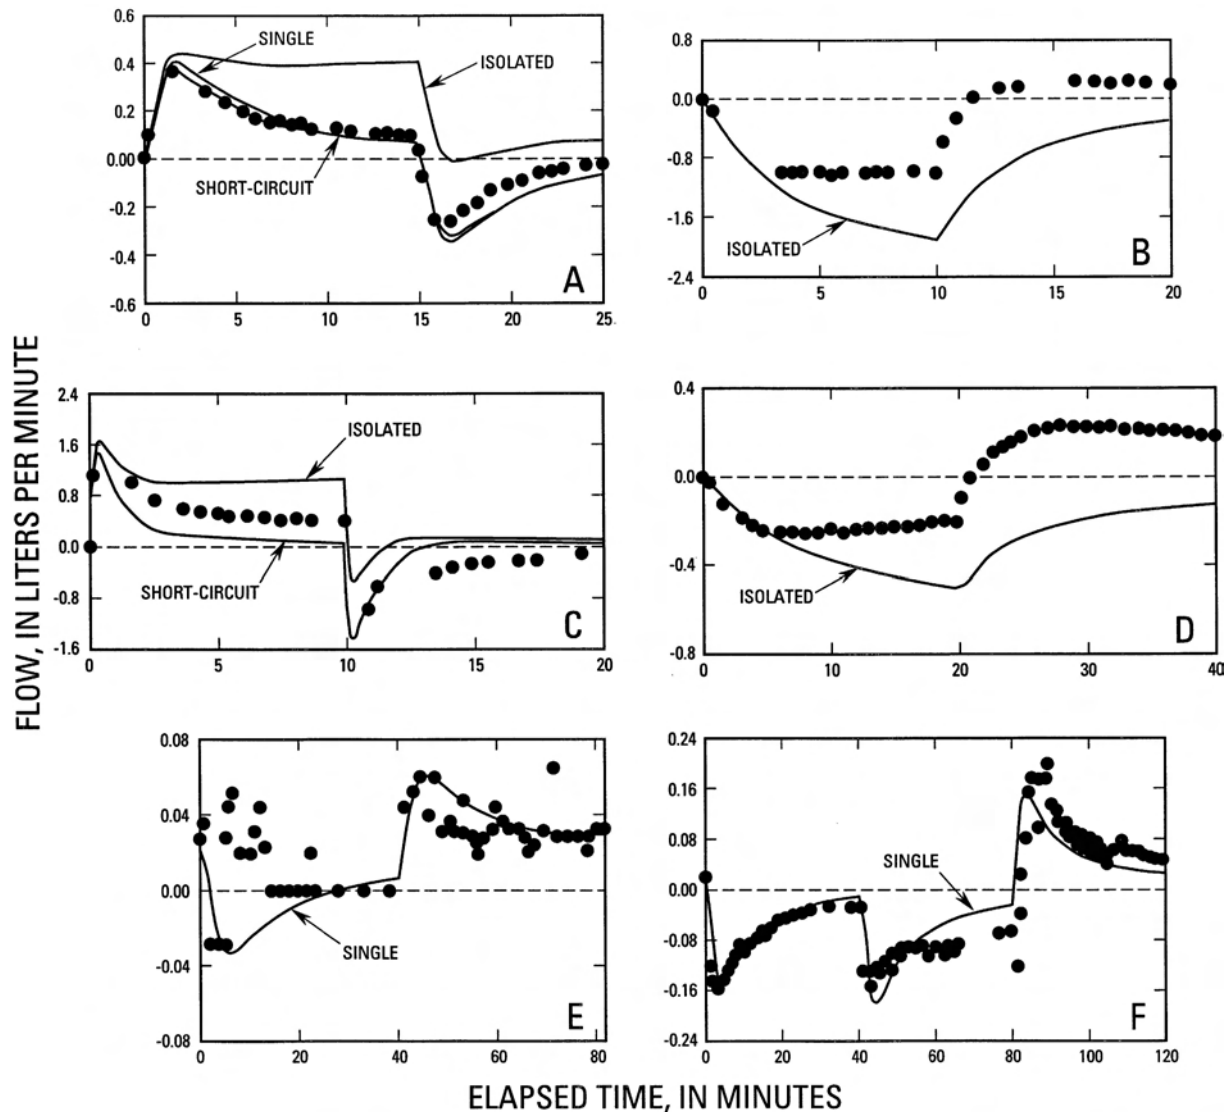 FLOW, IN LITERS PER MINUTE
0.6
0.4
0.2
0.00
-0.2
-0.4
-0.6
SINGLE
ISOLATED
SHORT-CIRCUIT
A
0 5 10 15 20 25
0.8
0.0
-0.8
-1.6
-2.4
ISOLATED
B
0 5 10 15 20
2.4
1.6
0.8
0.0
-0.8
-1.6
ISOLATED
SHORT-CIRCUIT
C
0 5 10 15 20
0.4
0.0
-0.4
-0.8
ISOLATED
D
0 10 20 30 40
0.08
0.04
0.00
-0.04
-0.08
SINGLE
E
0 20 40 60 80
0.24
0.16
0.08
0.00
-0.08
-0.16
-0.24
SINGLE
F
0 20 40 60 80 100 120
ELAPSED TIME, IN MINUTES